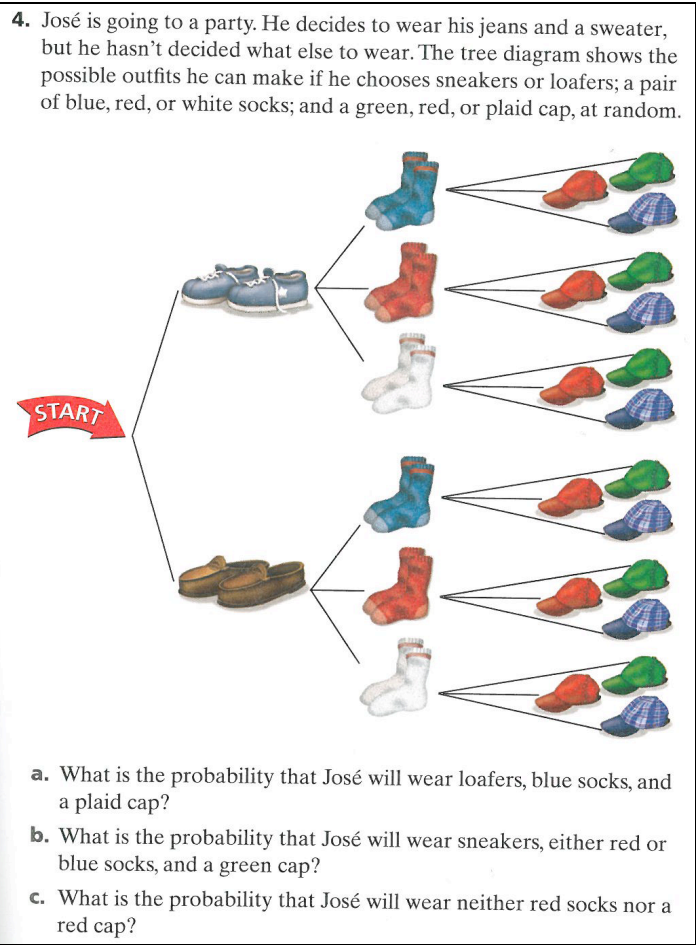 4. José is going to a party. He decides to wear his jeans and a sweater,
but he hasn't decided what else to wear. The tree diagram shows the
possible outfits he can make if he chooses sneakers or loafers; a pair
of blue, red, or white socks; and a green, red, or plaid cap, at random.
START
a. What is the probability that José will wear loafers, blue socks, and
a plaid cap?
b. What is the probability that José will wear sneakers, either red or
blue socks, and a green cap?
c. What is the probability that José will wear neither red socks nor a
red cap?